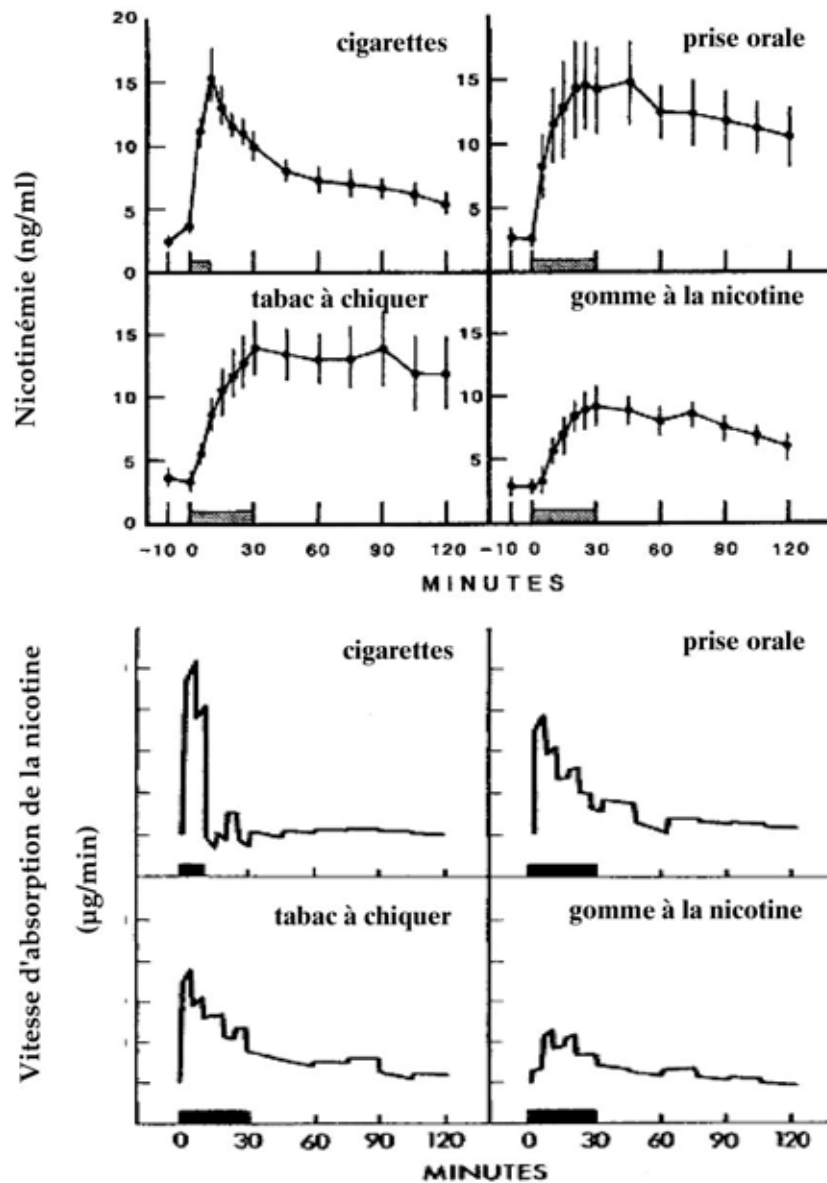 Nicotinémie (ng/ml)
20
15
10
5
0
cigarettes
15
10
5
0
prise orale
15
10
5
0
tabac à chiquer
15
10
5
0
gomme à la nicotine
-10 0 30 60 90 120
-10 0 30 60 90 120
MINUTES
Vitesse d'absorption de la nicotine
(µg/min)
cigarettes
prise orale
tabac à chiquer
gomme à la nicotine
0 30 60 90 120
0 30 60 90 120
MINUTES